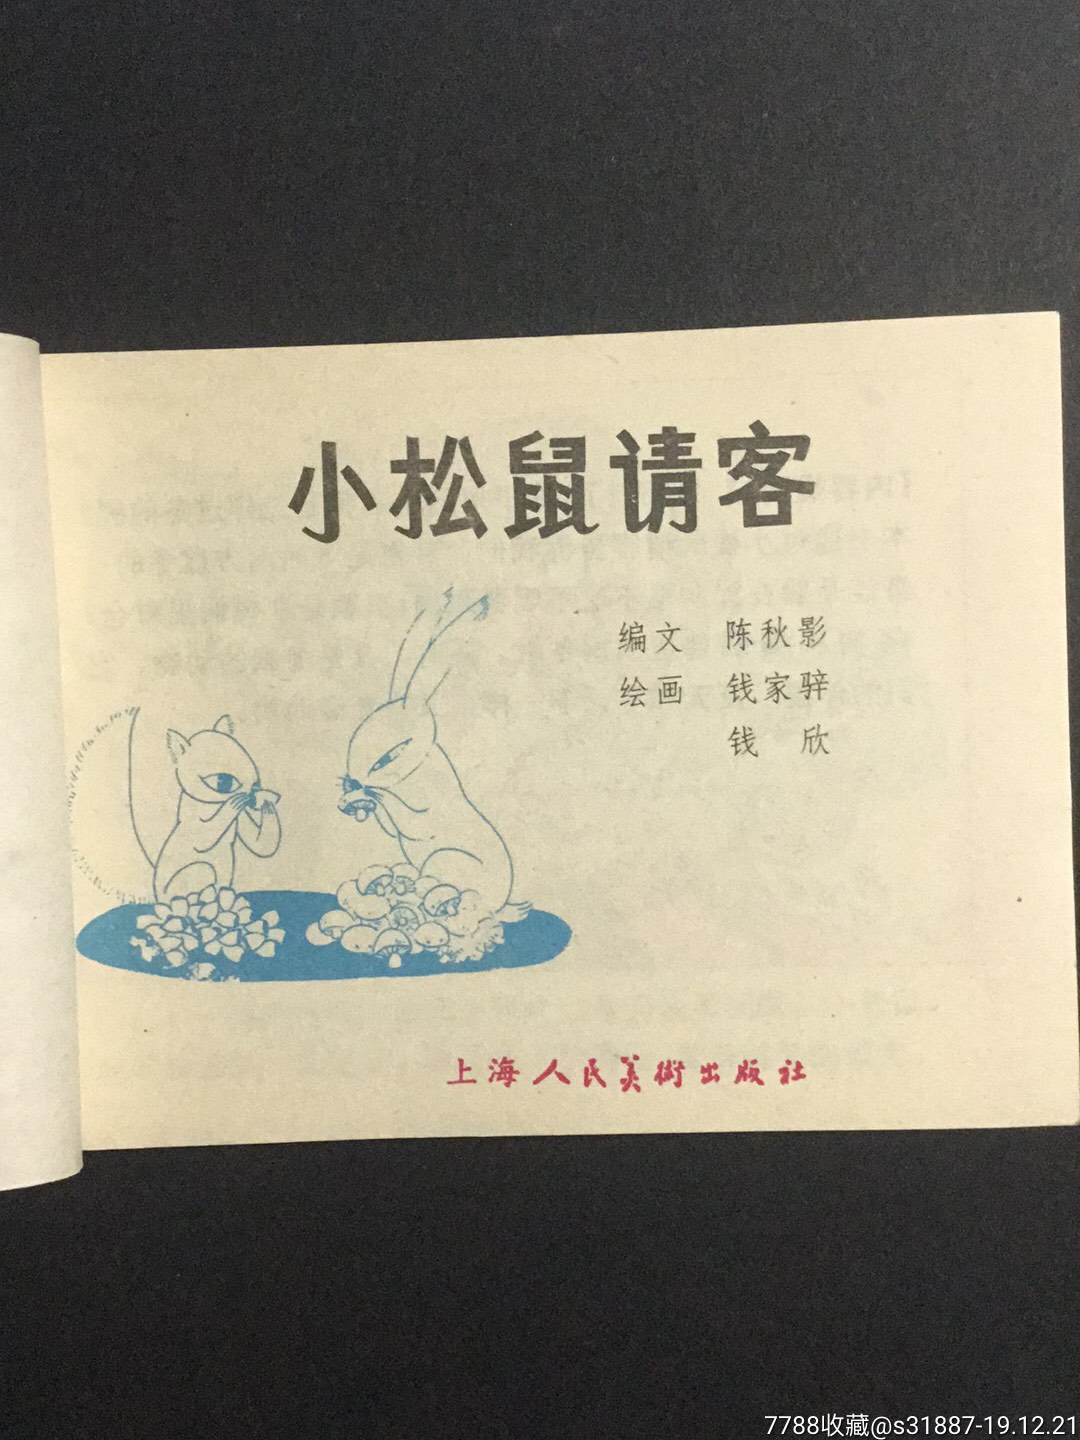 小松鼠请客
编文 陈秋影
绘画 钱家骍
钱 欣
上海人民美術出版社
7788收藏@s31887-19.12.21